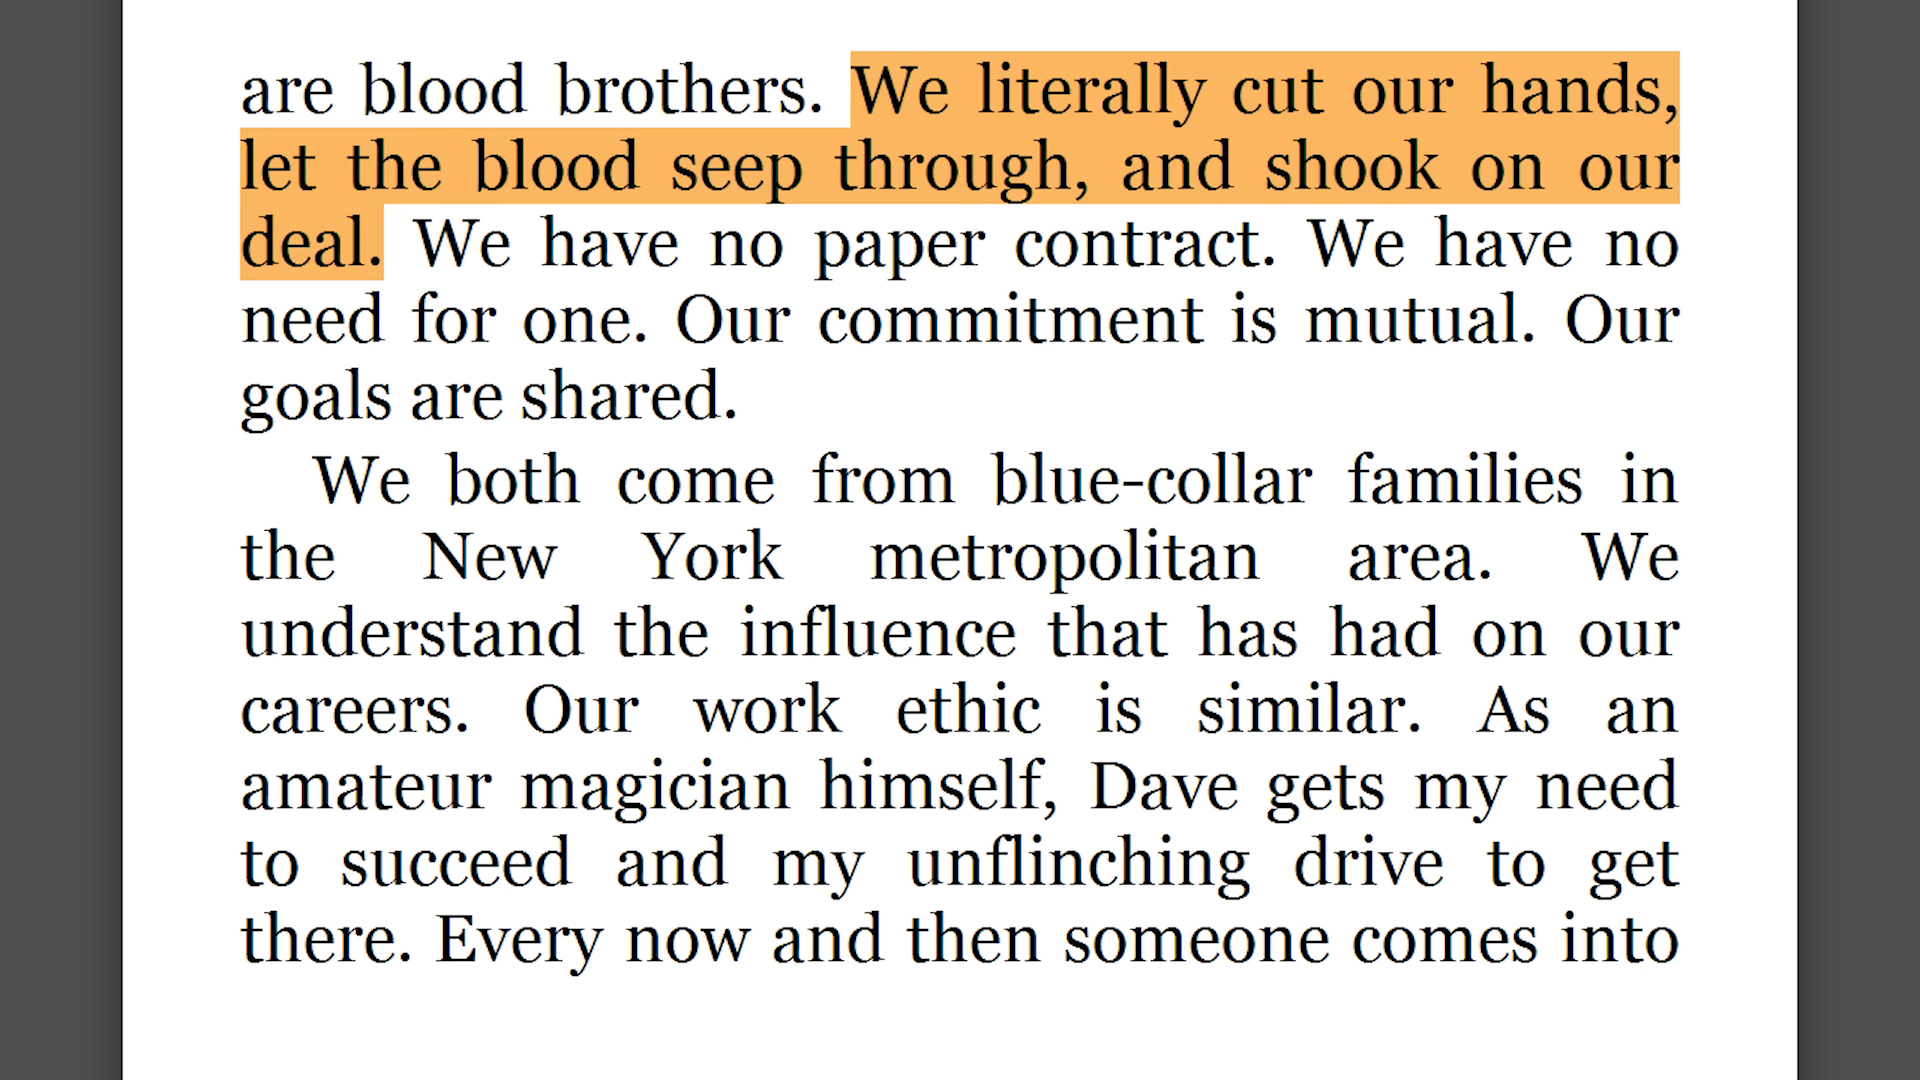 are blood brothers. We literally cut our hands,
let the blood seep through, and shook on our
deal. We have no paper contract. We have no
need for one. Our commitment is mutual. Our
goals are shared.
We both come from blue-collar families in
the New York metropolitan area. We
understand the influence that has had on our
careers. Our work ethic is similar. As an
amateur magician himself, Dave gets my need
to succeed and my unflinching drive to get
there. Every now and then someone comes into